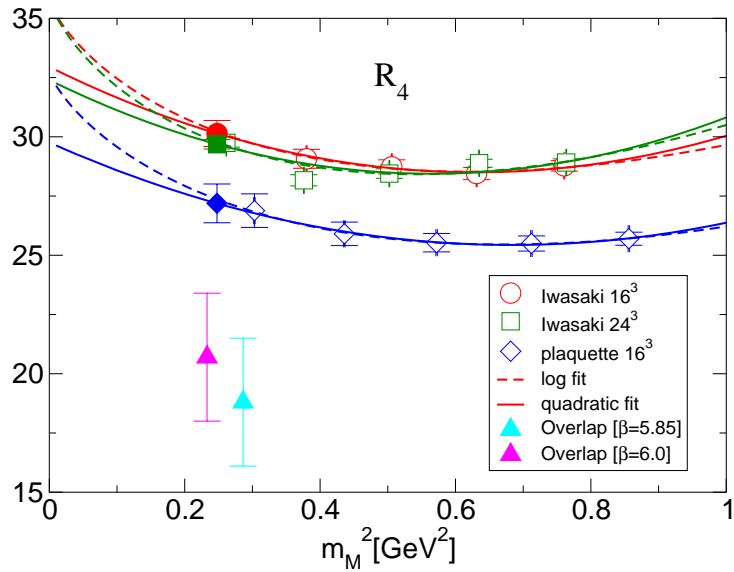 35
30
25
20
15
R₄
Iwasaki 16³
Iwasaki 24³
plaquette 16³
log fit
quadratic fit
Overlap [β=5.85]
Overlap [β=6.0]
0 0.2 0.4 0.6 0.8 1
m_M²[GeV²]